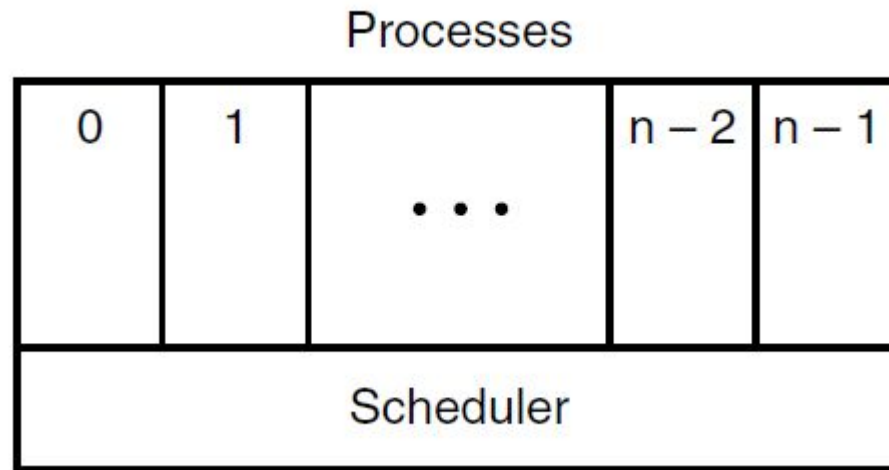 Processes
0 1 • • • n – 2 n – 1
Scheduler